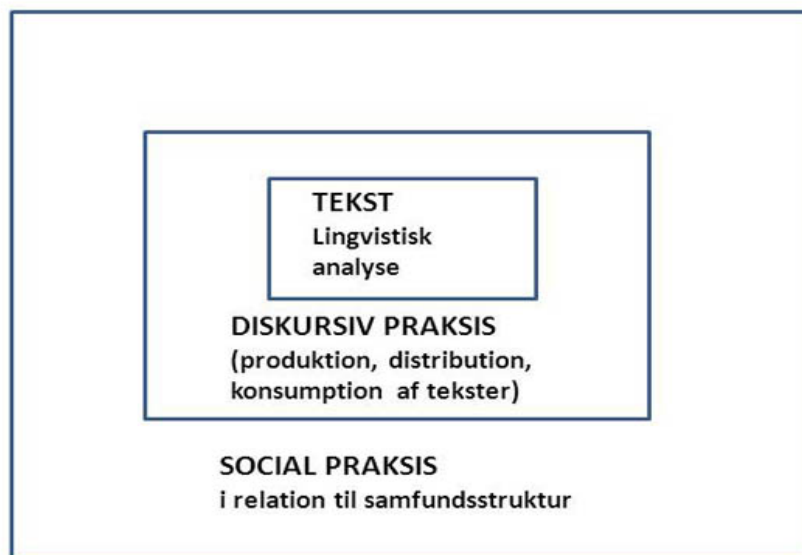 TEKST
Lingvistisk
analyse
DISKURSIV PRAKSIS
(produktion, distribution,
konsumption af tekster)
SOCIAL PRAKSIS
i relation til samfundsstruktur